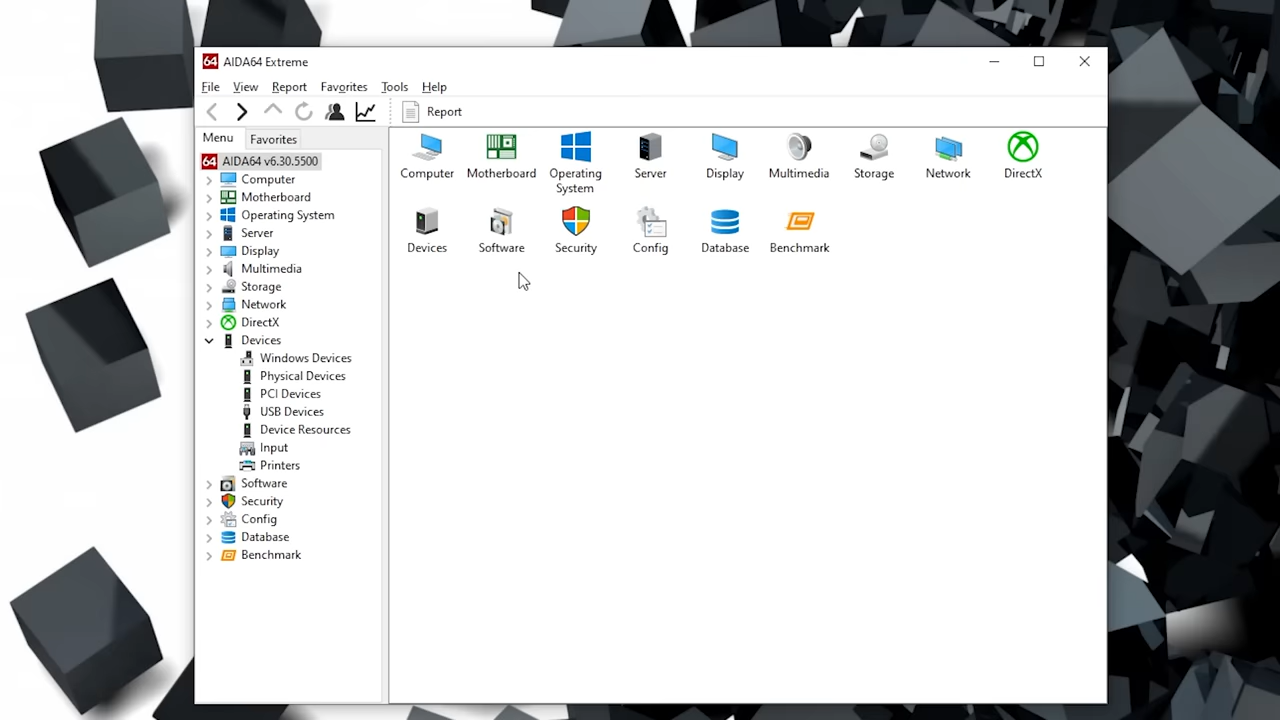 64 AIDA64 Extreme
File View Report Favorites Tools Help
Report
Menu Favorites
64 AIDA64 v6.30.5500
Computer
Motherboard
Operating System
Server
Display
Multimedia
Storage
Network
DirectX
Devices
Windows Devices
Physical Devices
PCI Devices
USB Devices
Device Resources
Input
Printers
Software
Security
Config
Database
Benchmark
Computer Motherboard Operating System Server Display Multimedia Storage Network DirectX
Devices Software Security Config Database Benchmark